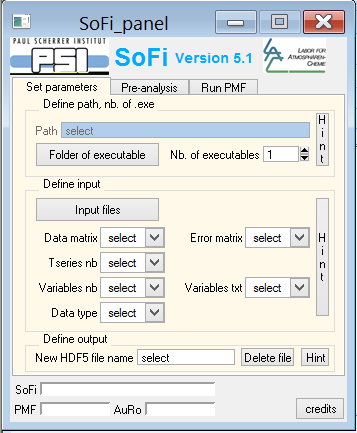 SoFi_panel
PAUL SCHERRER INSTITUT
PSI
SoFi Version 5.1
LABOR FÜR
ATMOSPHÄREN-
CHEMIE
Set parameters Pre-analysis Run PMF
Define path, nb. of .exe
Path select
Folder of executable Nb. of executables 1
Hint
Define input
Input files
Data matrix select Error matrix select
Tseries nb select
Variables nb select Variables txt select
Data type select
Hint
Define output
New HDF5 file name select Delete file Hint
SoFi
PMF AuRo credits